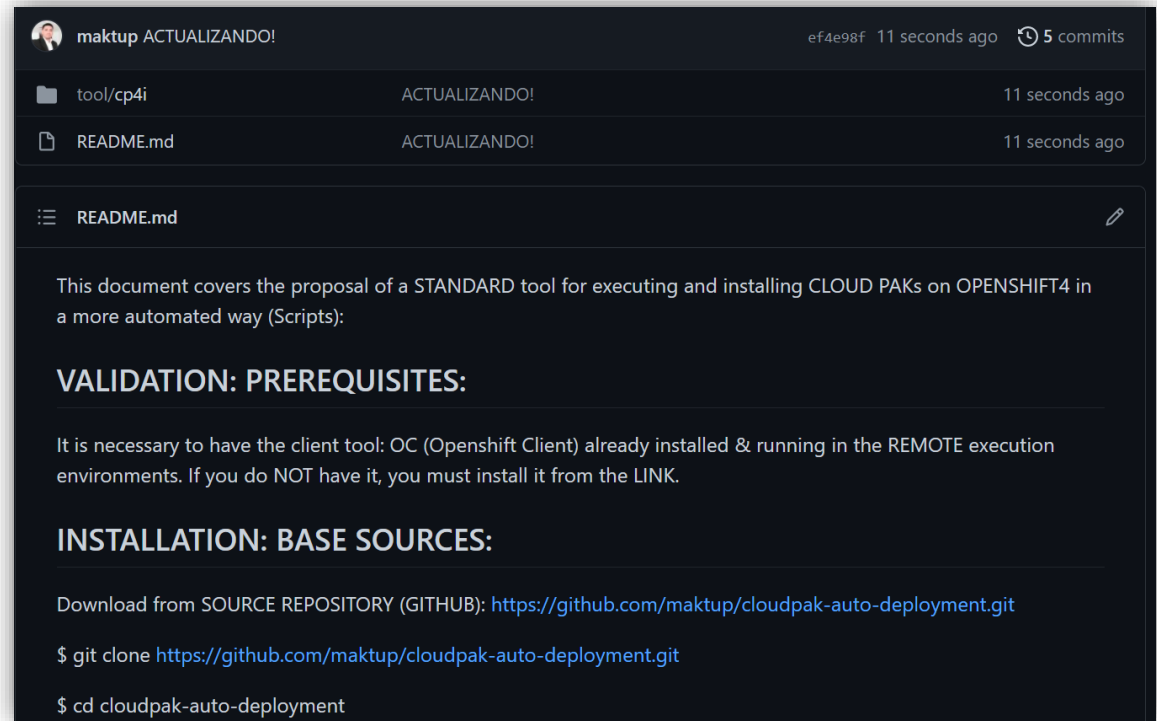 maktup ACTUALIZANDO! ef4e98f 11 seconds ago 5 commits
tool/cp4i ACTUALIZANDO! 11 seconds ago
README.md ACTUALIZANDO! 11 seconds ago
README.md
This document covers the proposal of a STANDARD tool for executing and installing CLOUD PAKs on OPENSHIFT4 in
a more automated way (Scripts):
VALIDATION: PREREQUISITES:
It is necessary to have the client tool: OC (Openshift Client) already installed & running in the REMOTE execution
environments. If you do NOT have it, you must install it from the LINK.
INSTALLATION: BASE SOURCES:
Download from SOURCE REPOSITORY (GITHUB): https://github.com/maktup/cloudpak-auto-deployment.git
$ git clone https://github.com/maktup/cloudpak-auto-deployment.git
$ cd cloudpak-auto-deployment